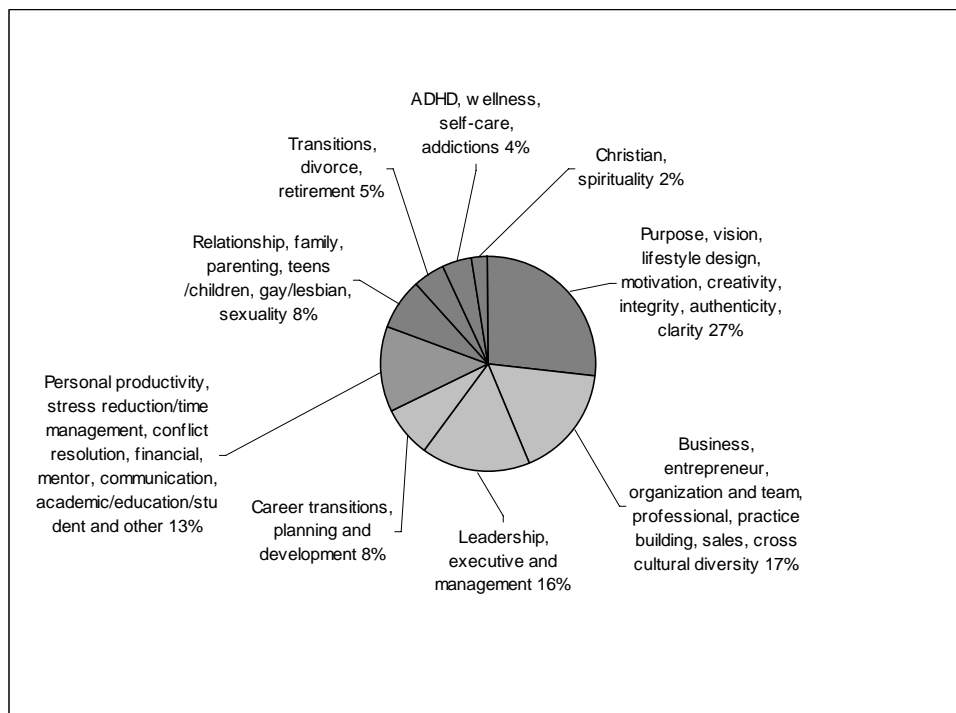 ADHD, wellness,
self-care,
addictions 4%
Christian,
spirituality 2%
Purpose, vision,
lifestyle design,
motivation, creativity,
integrity, authenticity,
clarity 27%
Business,
entrepreneur,
organization and team,
professional, practice
building, sales, cross
cultural diversity 17%
Leadership,
executive and
management 16%
Career transitions,
planning and
development 8%
Personal productivity,
stress reduction/time
management, conflict
resolution, financial,
mentor, communication,
academic/education/stu
dent and other 13%
Relationship, family,
parenting, teens
/children, gay/lesbian,
sexuality 8%
Transitions,
divorce,
retirement 5%